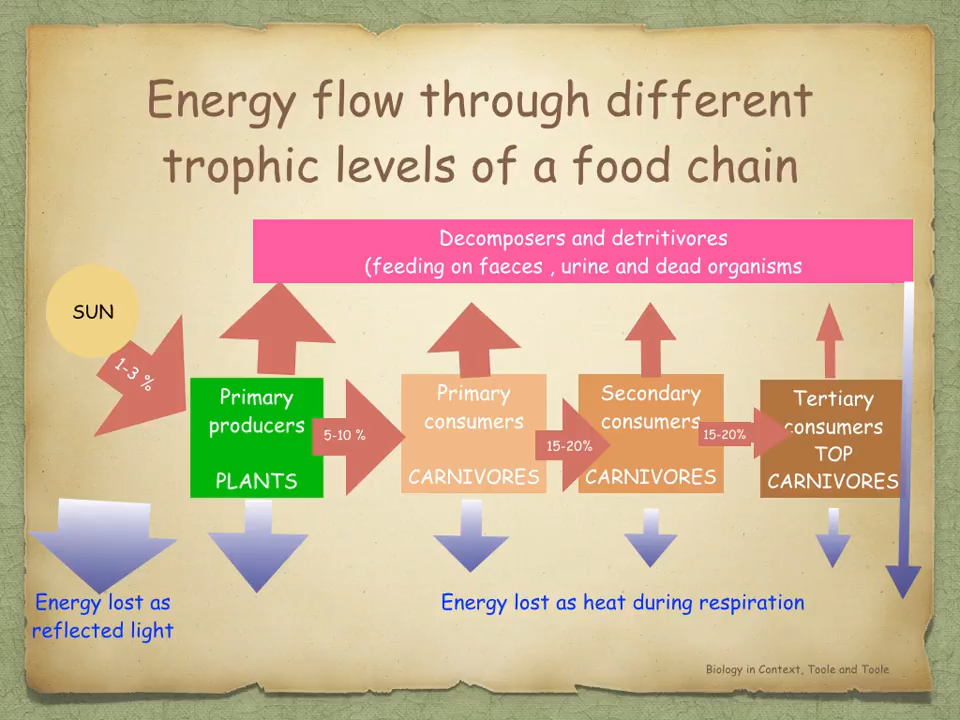 Energy flow through different
trophic levels of a food chain
Decomposers and detritivores
(feeding on faeces , urine and dead organisms
SUN
1-3 %
Primary
producers
PLANTS
5-10 %
Primary
consumers
CARNIVORES
15-20%
Secondary
consumers
CARNIVORES
15-20%
Tertiary
consumers
TOP
CARNIVORES
Energy lost as
reflected light
Energy lost as heat during respiration
Biology in Context, Toole and Toole